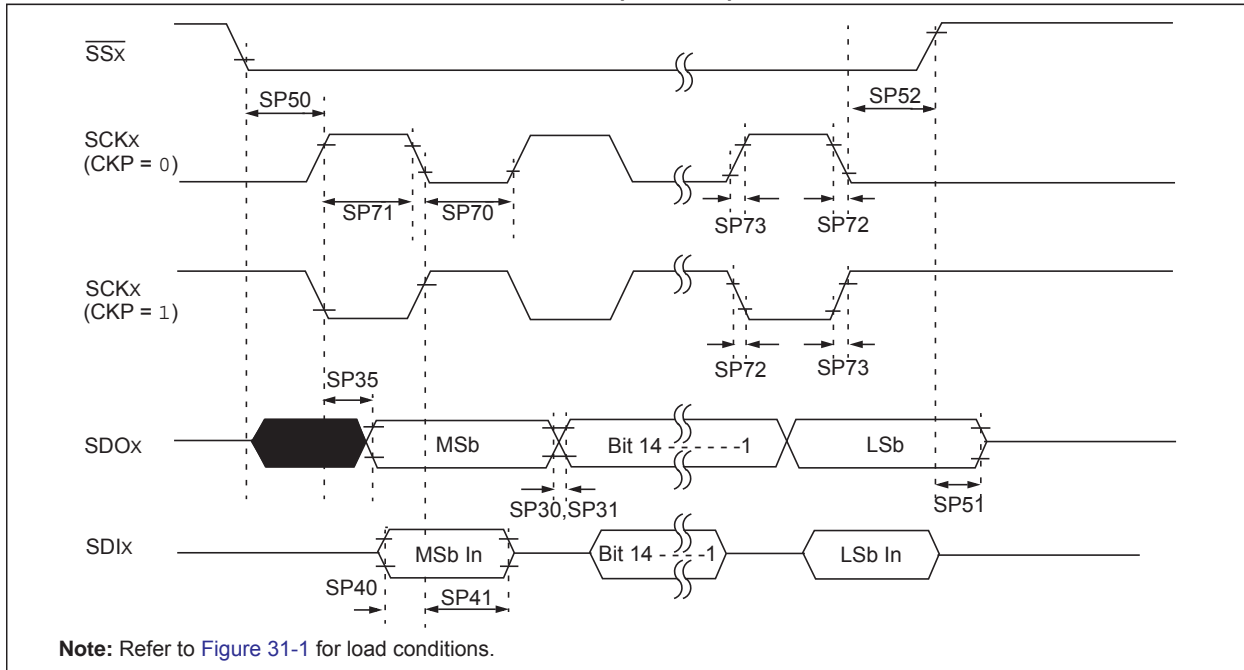 SSX
SP50
SP52
SCKX
(CKP = 0)
SP71
SP70
SP73
SP72
SCKX
(CKP = 1)
SP72
SP73
SP35
SDOX
MSb
Bit 14 - - - - - -1
LSb
SP30,SP31
SP51
SDIX
MSb In
Bit 14 - - - -1
LSb In
SP40
SP41
Note: Refer to Figure 31-1 for load conditions.